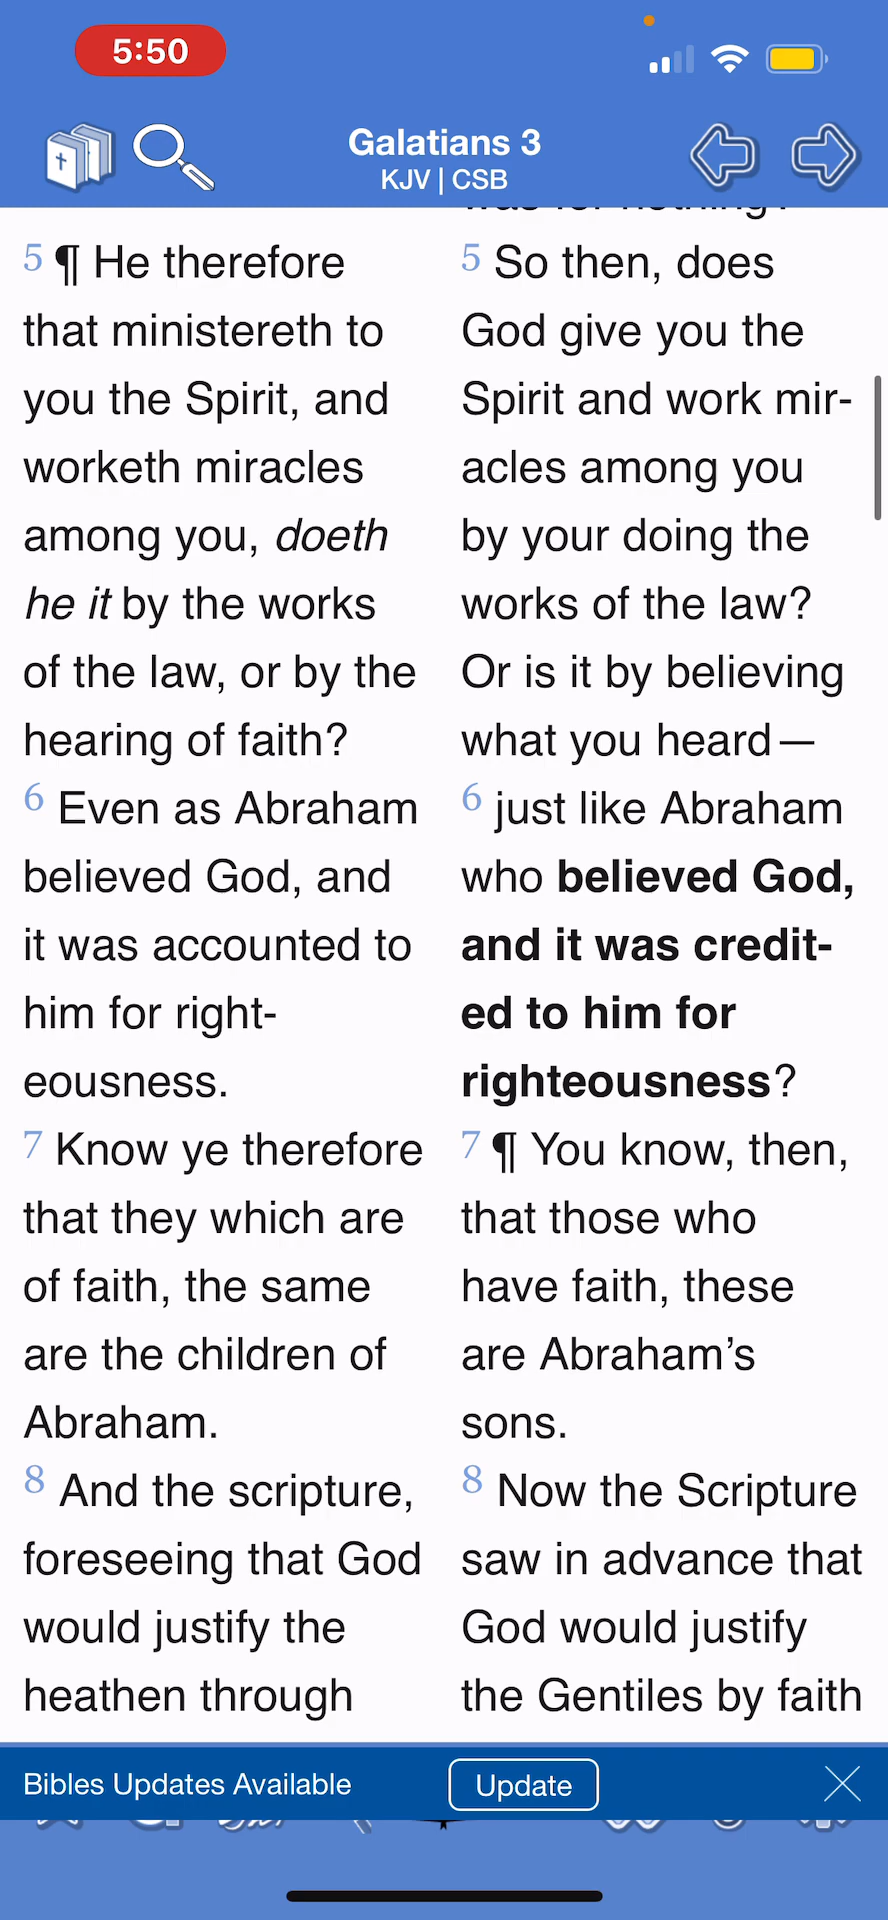 5:50
Galatians 3
KJV | CSB
was for nothing?
5 ¶ He therefore
that ministereth to
you the Spirit, and
worketh miracles
among you, doeth
he it by the works
of the law, or by the
hearing of faith?
6 Even as Abraham
believed God, and
it was accounted to
him for right-
eousness.
7 Know ye therefore
that they which are
of faith, the same
are the children of
Abraham.
8 And the scripture,
foreseeing that God
would justify the
heathen through
5 So then, does
God give you the
Spirit and work mir-
acles among you
by your doing the
works of the law?
Or is it by believing
what you heard—
6 just like Abraham
who believed God,
and it was credit-
ed to him for
righteousness?
7 ¶ You know, then,
that those who
have faith, these
are Abraham’s
sons.
8 Now the Scripture
saw in advance that
God would justify
the Gentiles by faith
Bibles Updates Available
Update